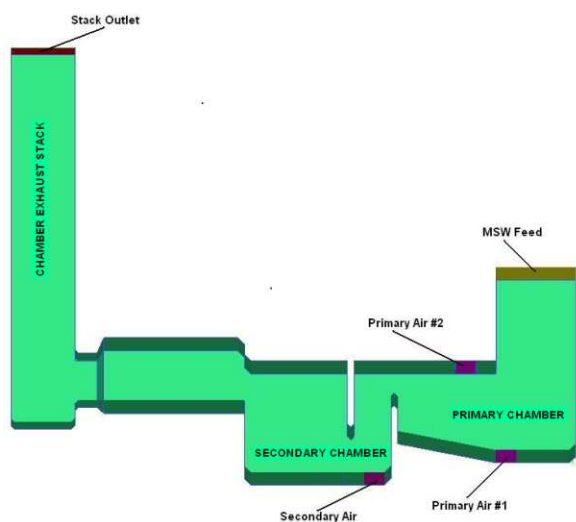 Stack Outlet
CHAMBER EXHAUST STACK
MSW Feed
Primary Air #2
PRIMARY CHAMBER
SECONDARY CHAMBER
Secondary Air
Primary Air #1